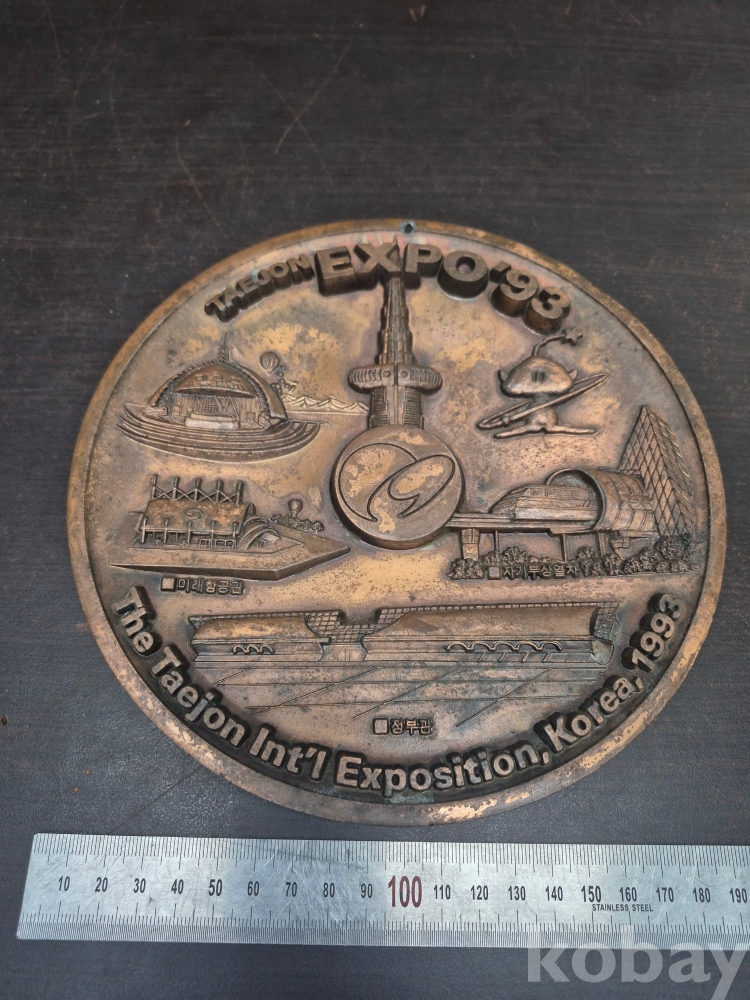 TAEJON EXPO'93
■미래항공관
■자기부상열차
■정부관
The Taejon Int'l Exposition, Korea, 1993
10 20 30 40 50 60 70 80 90 100 110 120 130 140 150 160 170 180 190
STAINLESS STEEL
kobay